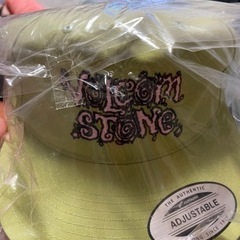 VOLCOM
STONE.
THE AUTHENTIC
ADJUSTABLE